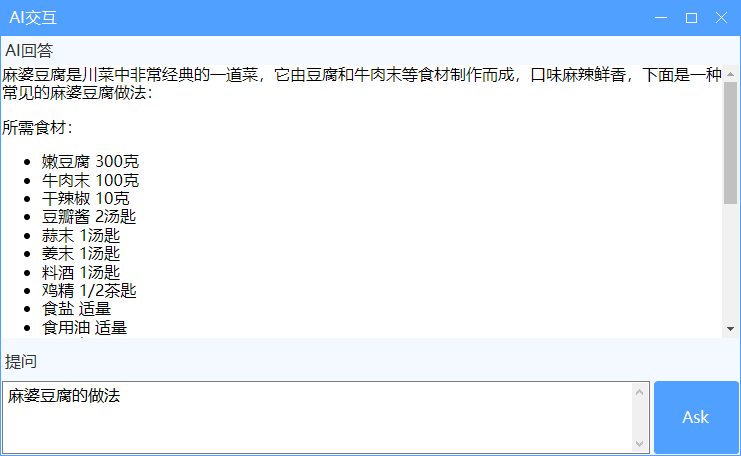 AI交互
AI回答
麻婆豆腐是川菜中非常经典的一道菜，它由豆腐和牛肉末等食材制作而成，口味麻辣鲜香，下面是一种
常见的麻婆豆腐做法：
所需食材：
• 嫩豆腐 300克
• 牛肉末 100克
• 干辣椒 10克
• 豆瓣酱 2汤匙
• 蒜末 1汤匙
• 姜末 1汤匙
• 料酒 1汤匙
• 鸡精 1/2茶匙
• 食盐 适量
• 食用油 适量
提问
麻婆豆腐的做法
Ask